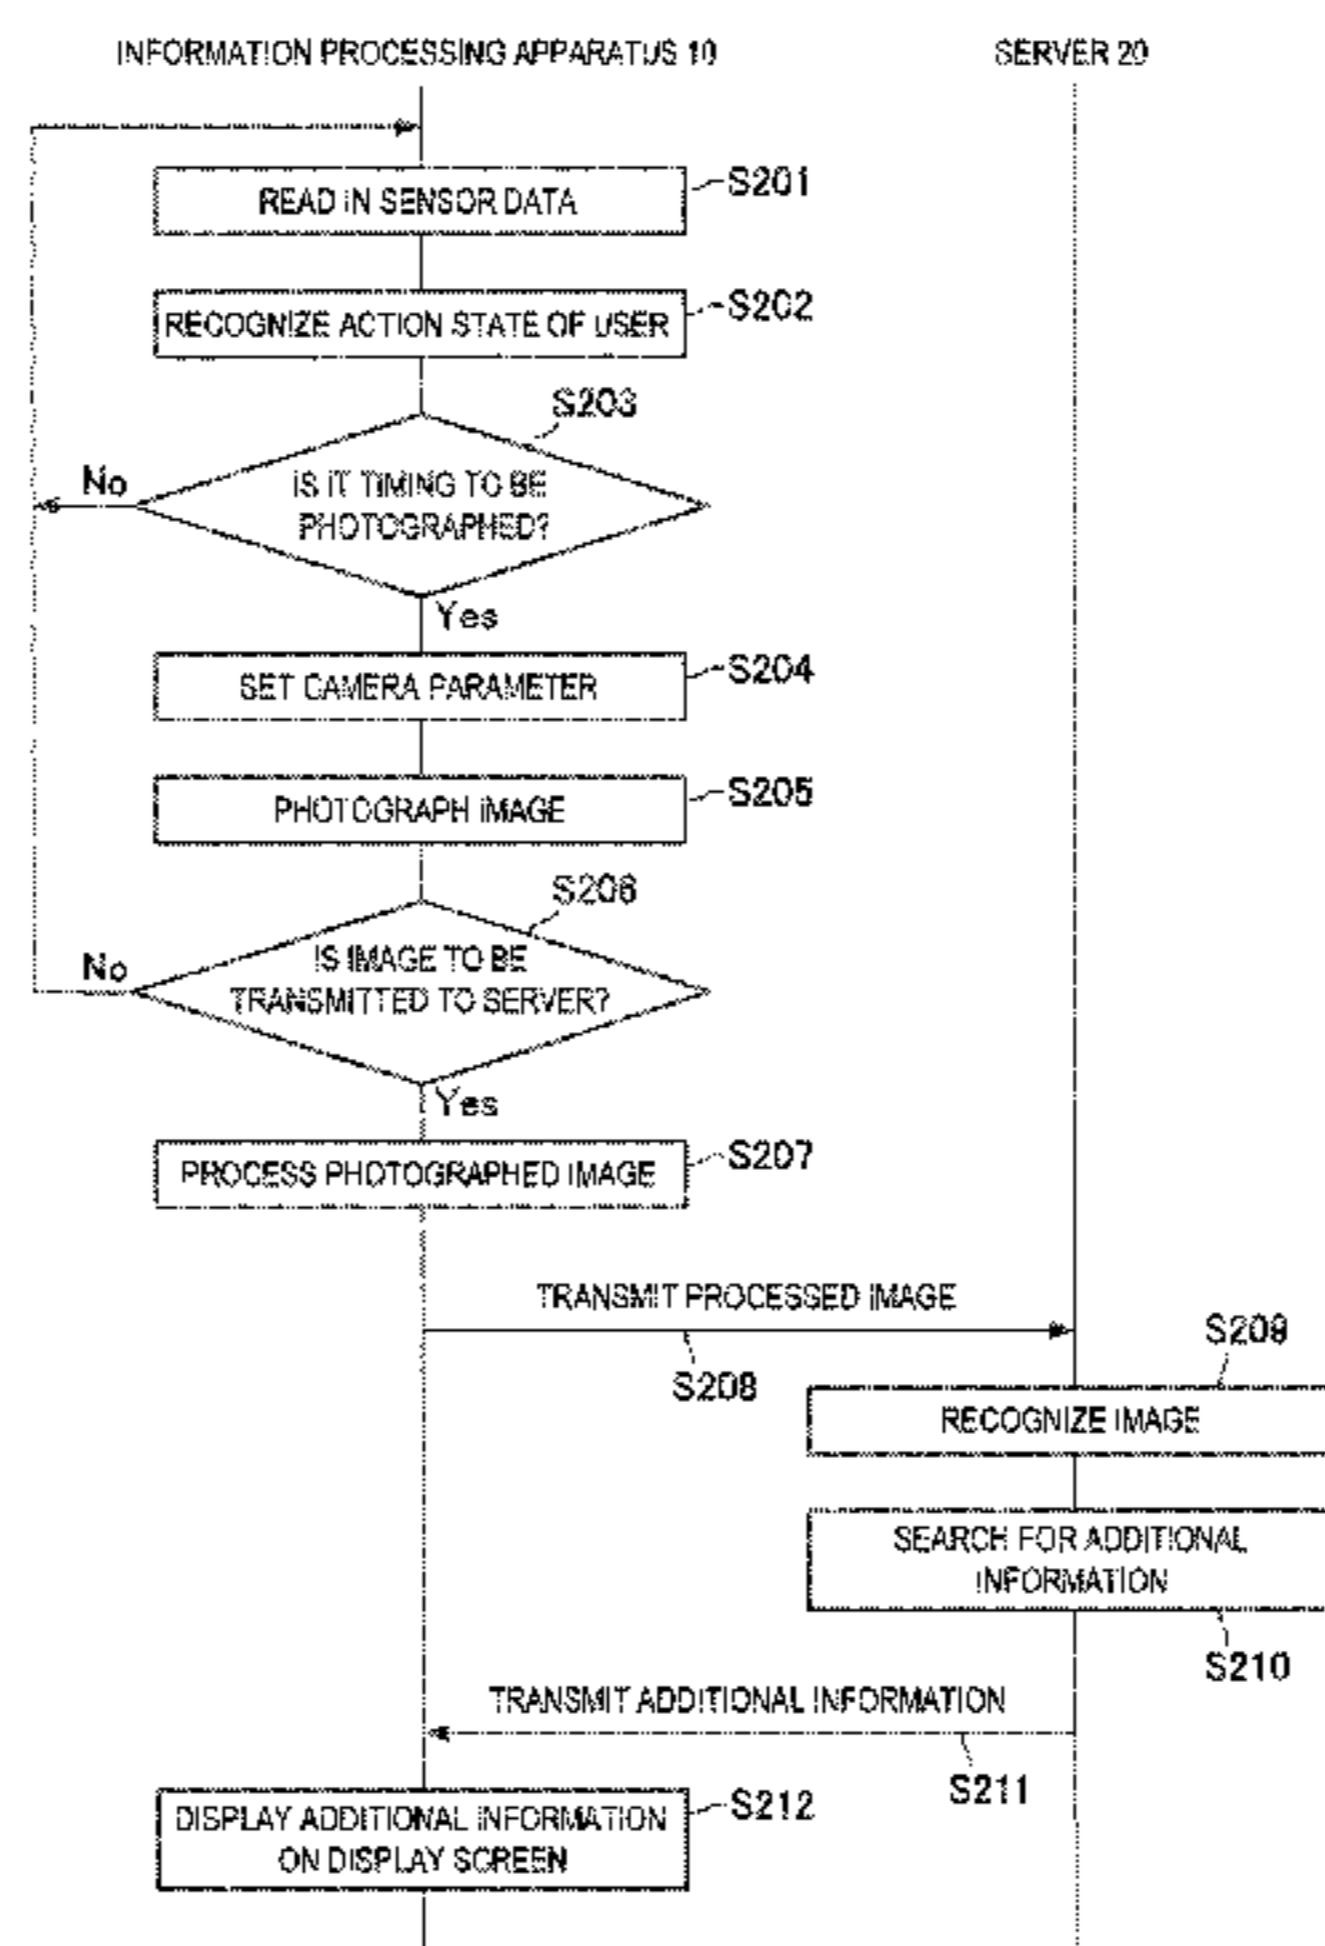 INFORMATION PROCESSING APPARATUS 10
SERVER 20
READ IN SENSOR DATA
S201
RECOGNIZE ACTION STATE OF USER
S202
S203
IS IT TIMING TO BE
PHOTOGRAPHED?
No
Yes
SET CAMERA PARAMETER
S204
PHOTOGRAPH IMAGE
S205
S206
IS IMAGE TO BE
TRANSMITTED TO SERVER?
No
Yes
PROCESS PHOTOGRAPHED IMAGE
S207
TRANSMIT PROCESSED IMAGE
S208
S209
RECOGNIZE IMAGE
SEARCH FOR ADDITIONAL
INFORMATION
S210
TRANSMIT ADDITIONAL INFORMATION
S211
DISPLAY ADDITIONAL INFORMATION
ON DISPLAY SCREEN
S212